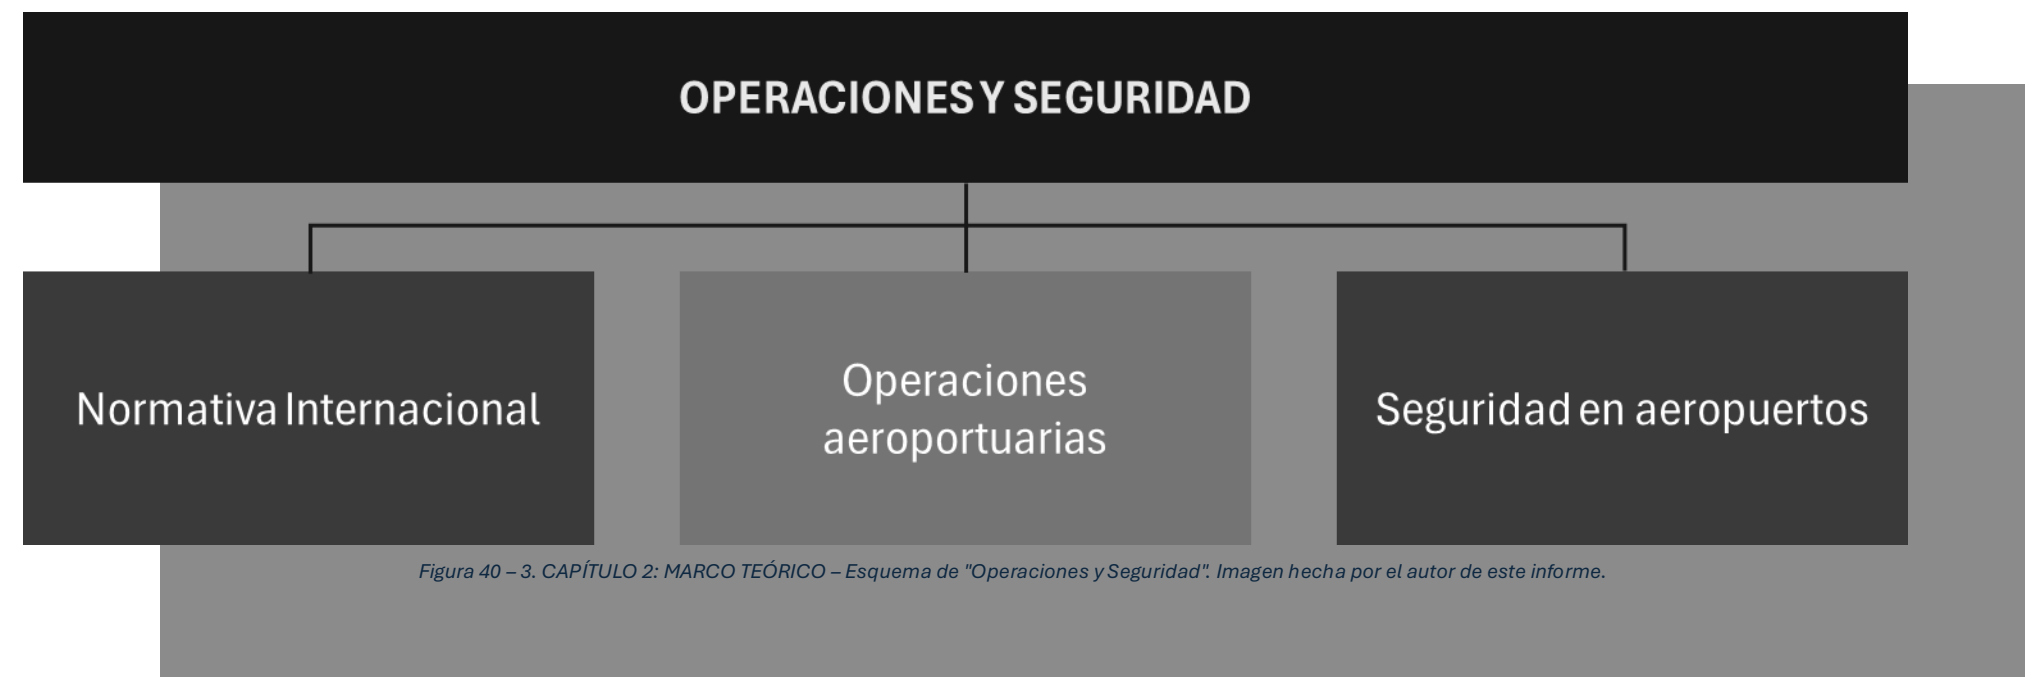 OPERACIONES Y SEGURIDAD
Normativa Internacional
Operaciones
aeroportuarias
Seguridad en aeropuertos
Figura 40 – 3. CAPÍTULO 2: MARCO TEÓRICO – Esquema de "Operaciones y Seguridad". Imagen hecha por el autor de este informe.